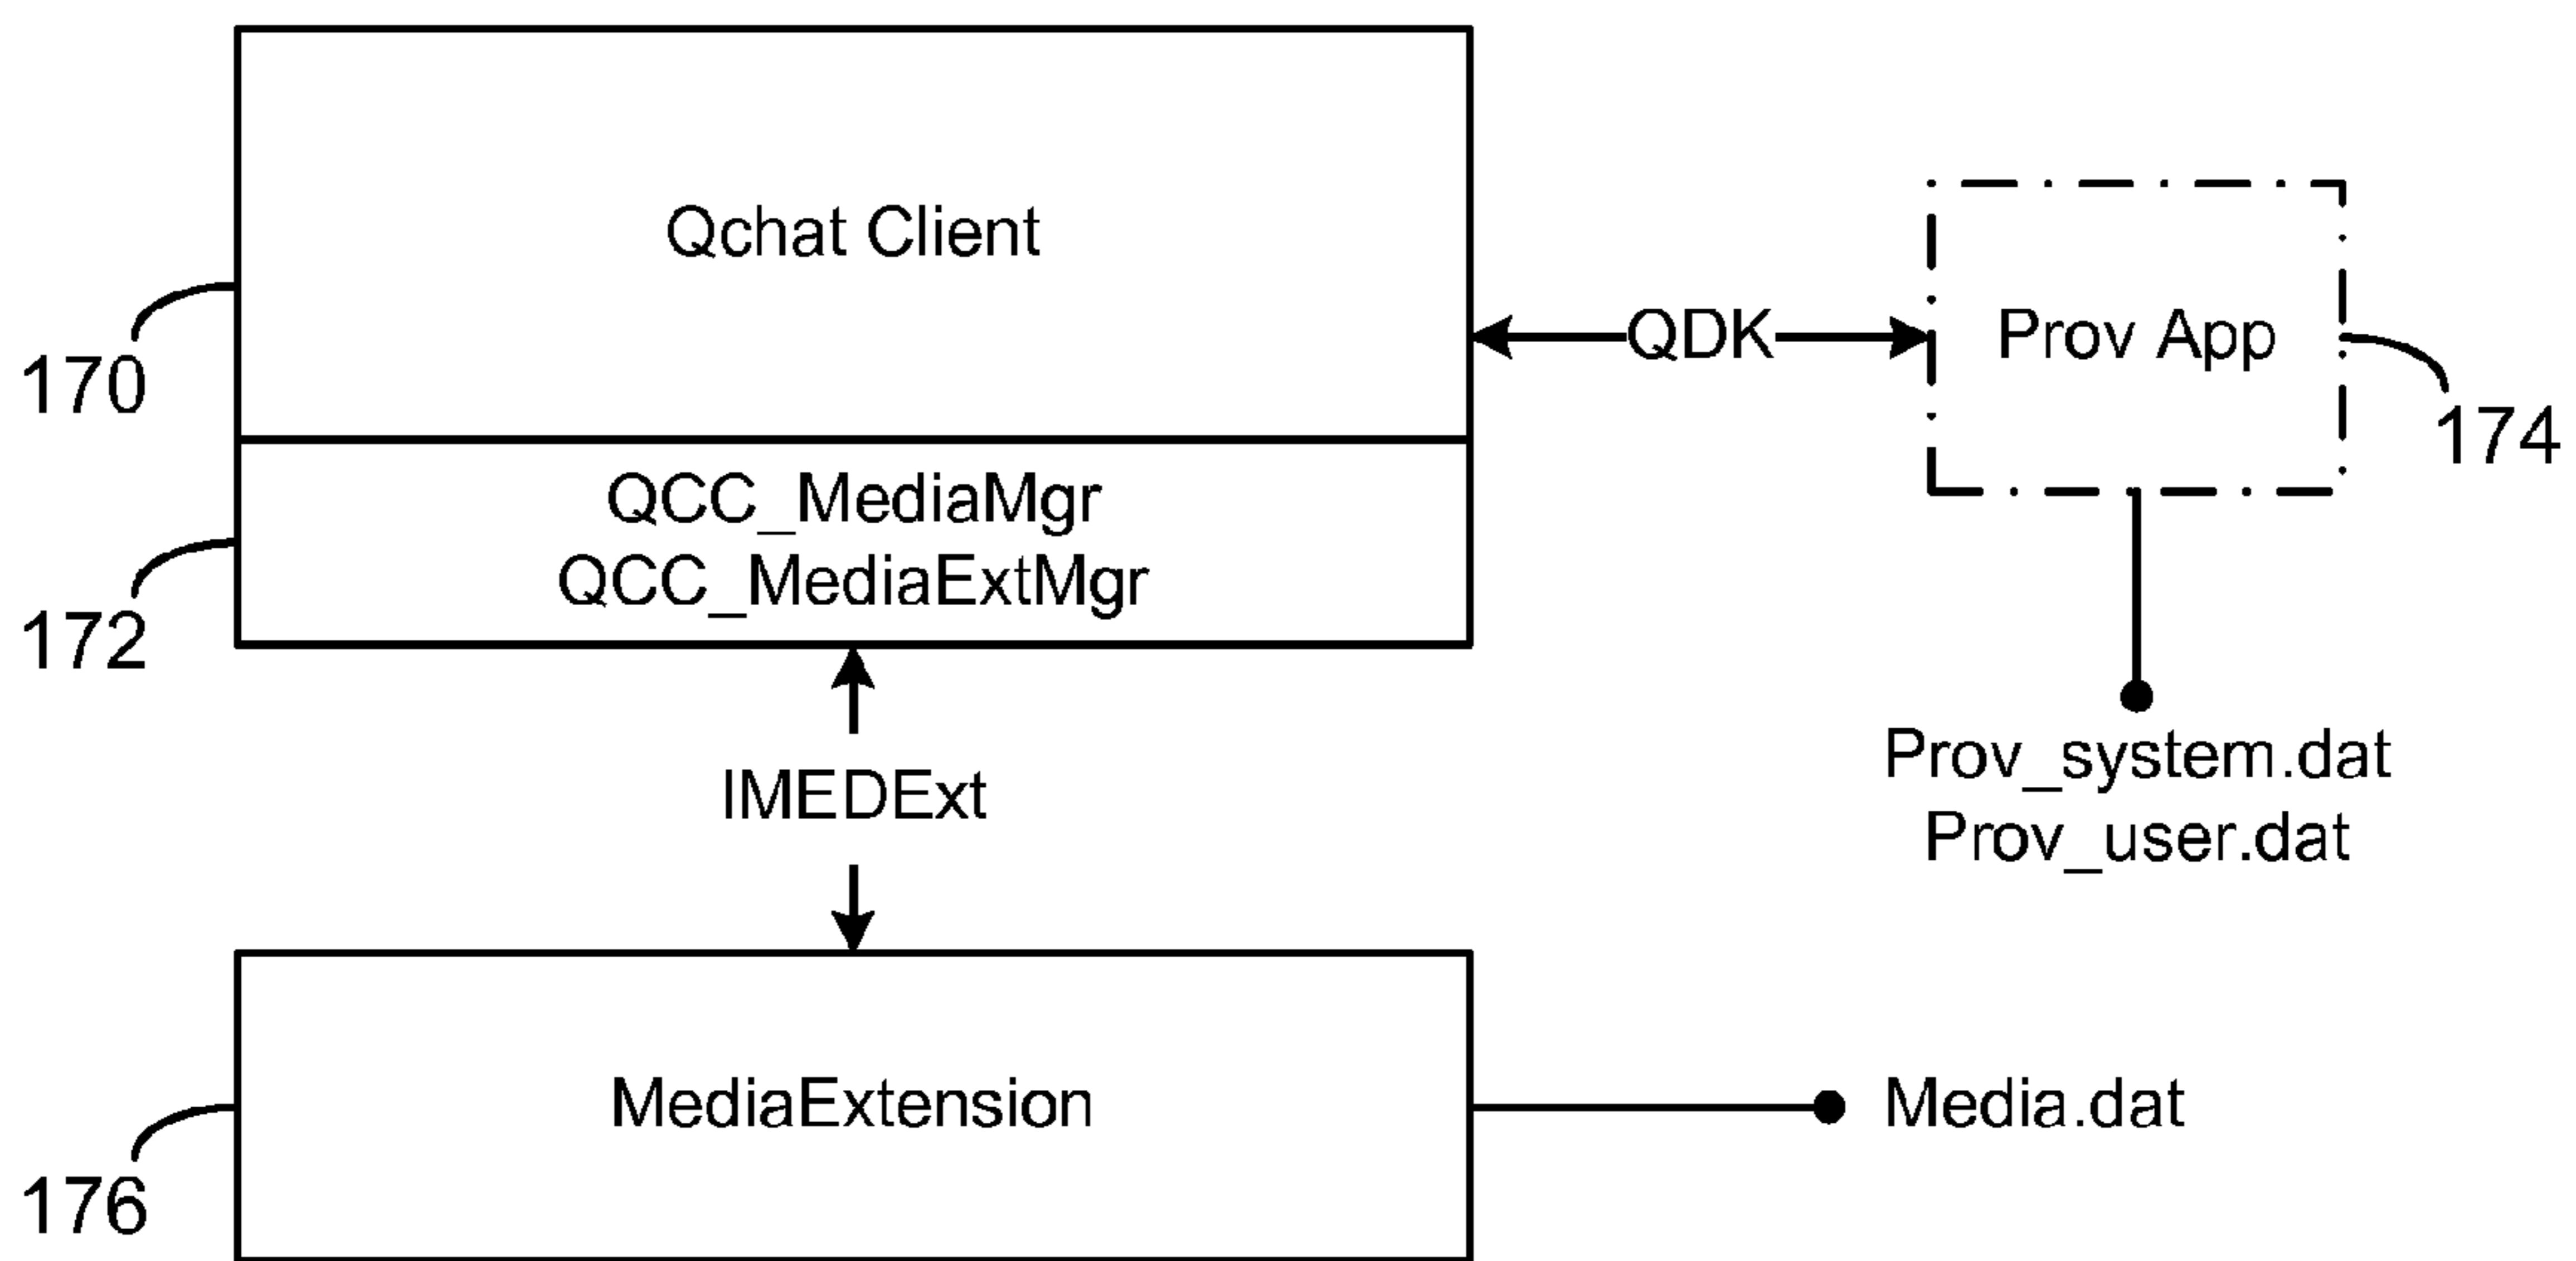 Qchat Client
170
QDK
Prov App
174
QCC_MediaMgr
QCC_MediaExtMgr
172
IMEDExt
Prov_system.dat
Prov_user.dat
MediaExtension
Media.dat
176